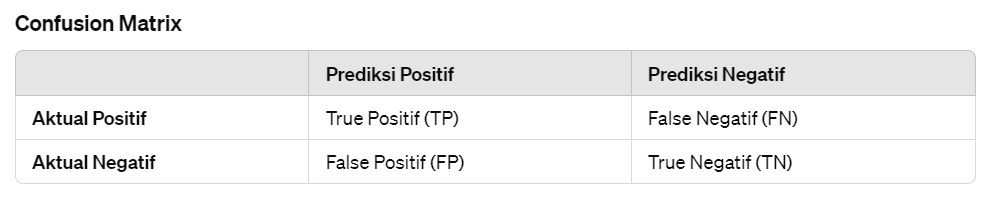 Confusion Matrix
Prediksi Positif Prediksi Negatif
Aktual Positif True Positif (TP) False Negatif (FN)
Aktual Negatif False Positif (FP) True Negatif (TN)